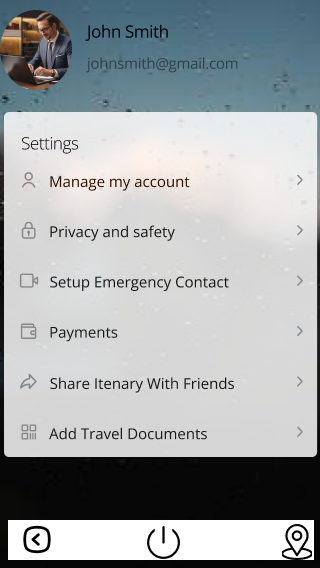 John Smith
johnsmith@gmail.com
Settings
Manage my account
Privacy and safety
Setup Emergency Contact
Payments
Share Itenary With Friends
Add Travel Documents